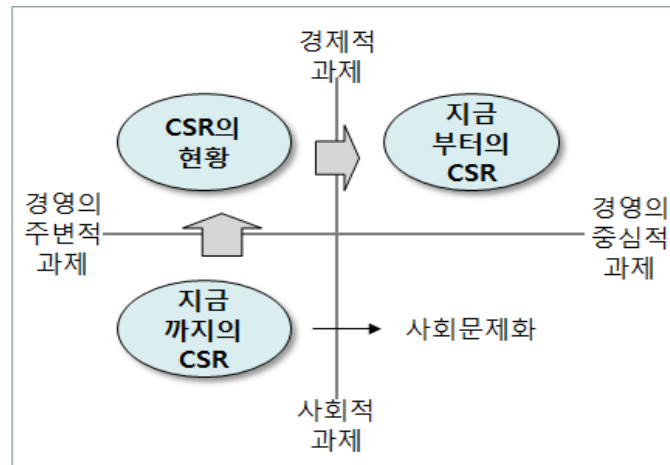 경제적
과제
CSR의
현황
지금
부터의
CSR
경영의
주변적
과제
경영의
중심적
과제
지금
까지의
CSR
사회문제화
사회적
과제